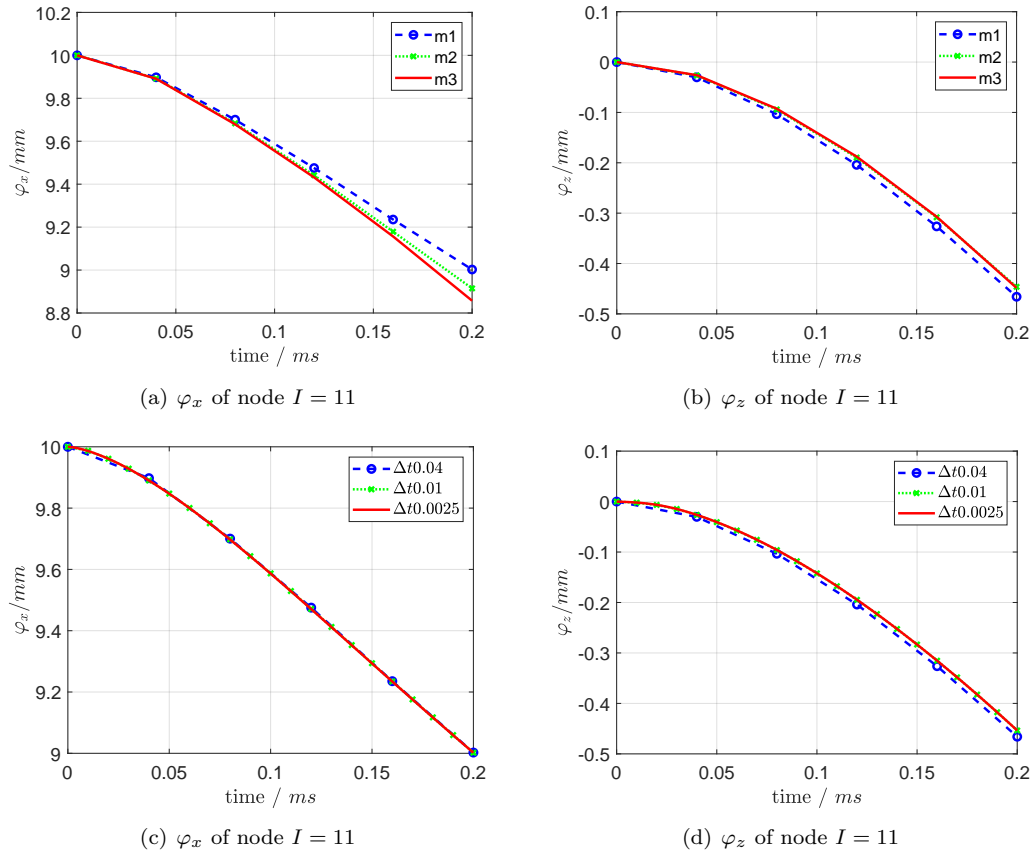 10.2
10
9.8
9.6
9.4
9.2
9
8.8
φx/mm
0 0.05 0.1 0.15 0.2
time / ms
m1
m2
m3
(a) φx of node I = 11
0.1
0
-0.1
-0.2
-0.3
-0.4
-0.5
φz/mm
0 0.05 0.1 0.15 0.2
time / ms
m1
m2
m3
(b) φz of node I = 11
10
9.8
9.6
9.4
9.2
9
φx/mm
0 0.05 0.1 0.15 0.2
time / ms
Δt0.04
Δt0.01
Δt0.0025
(c) φx of node I = 11
0.1
0
-0.1
-0.2
-0.3
-0.4
-0.5
φz/mm
0 0.05 0.1 0.15 0.2
time / ms
Δt0.04
Δt0.01
Δt0.0025
(d) φz of node I = 11